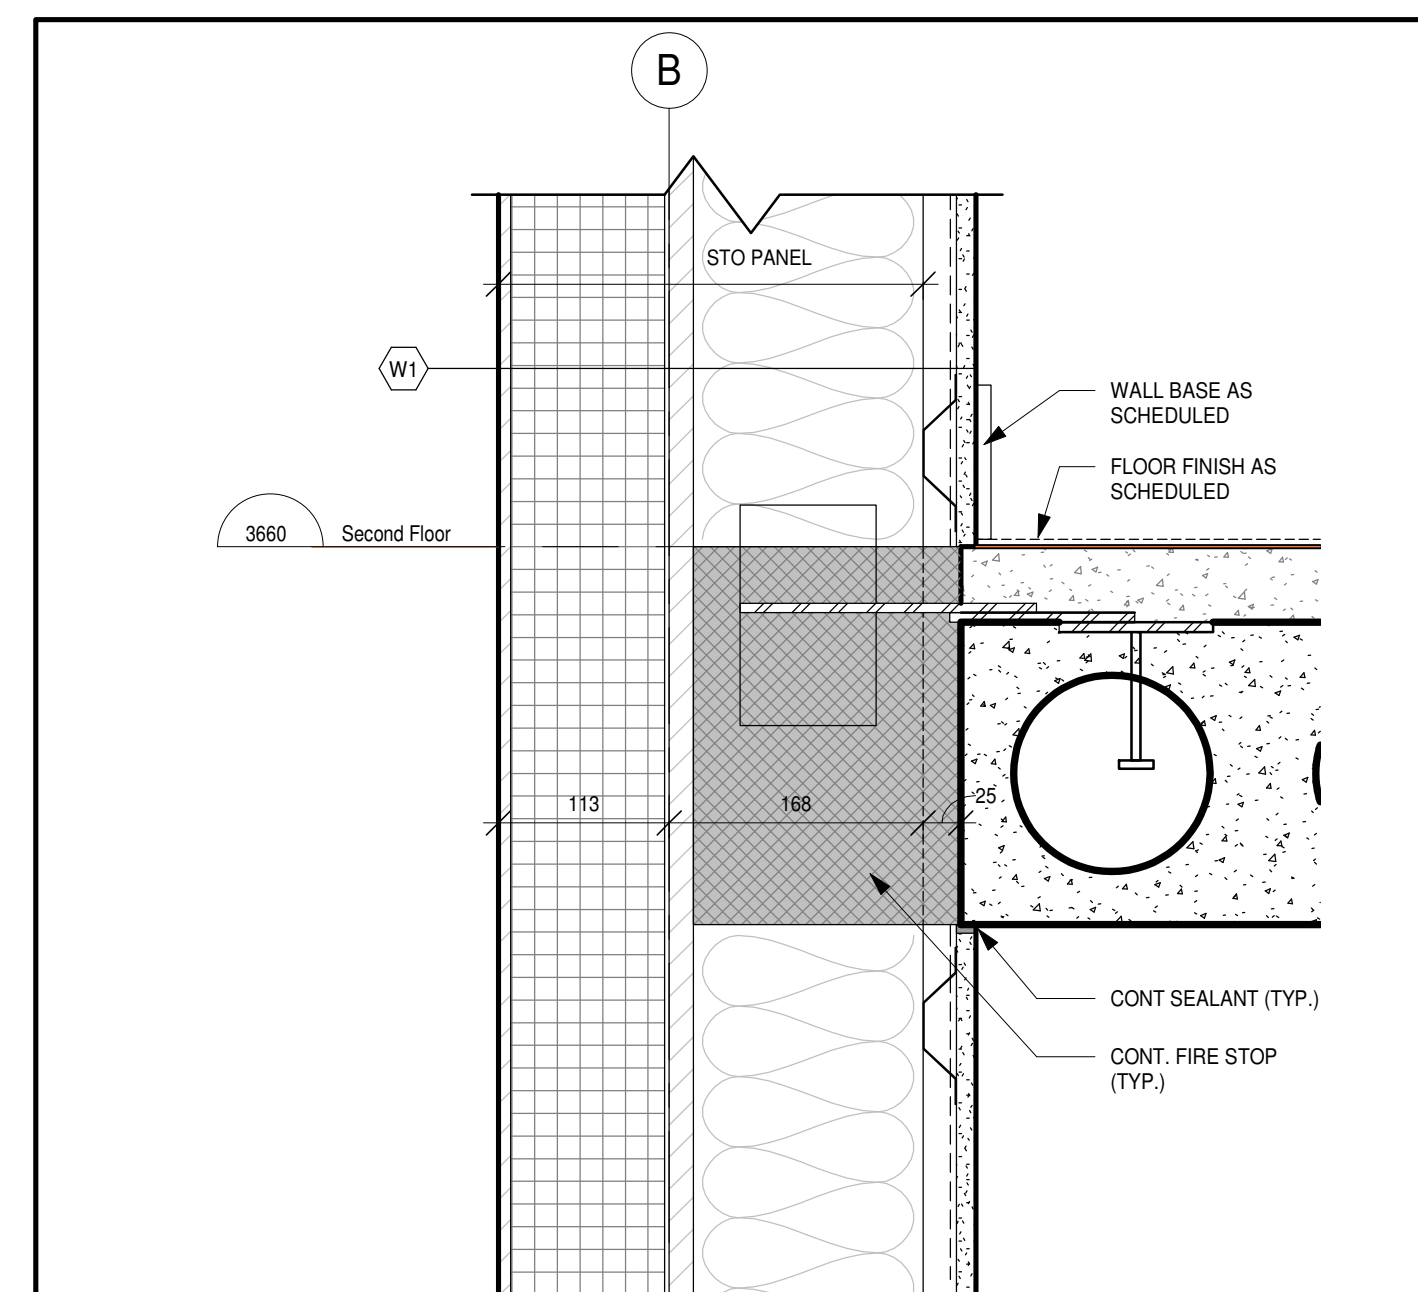 B
STO PANEL
W1
WALL BASE AS
SCHEDULED
FLOOR FINISH AS
SCHEDULED
3660
Second Floor
113
168
25
CONT SEALANT (TYP.)
CONT. FIRE STOP
(TYP.)